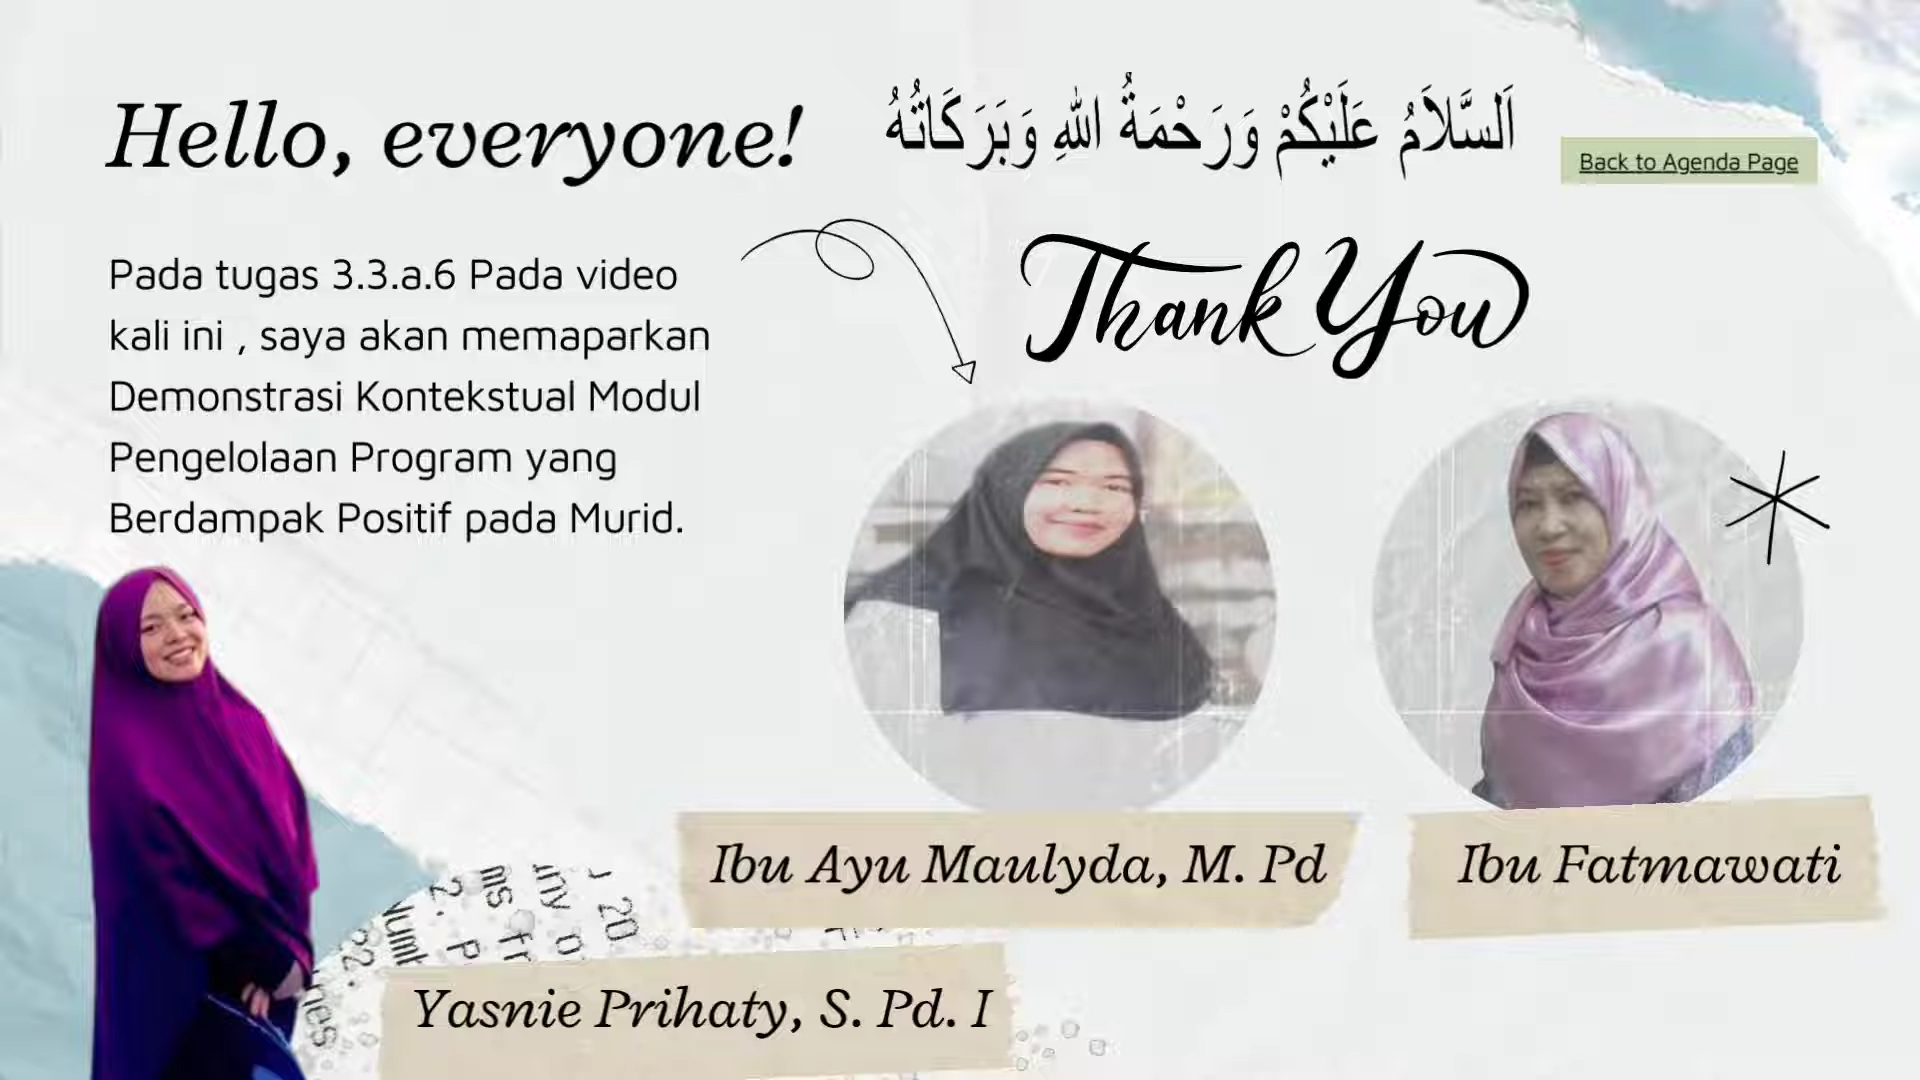 Hello, everyone!
اَلسَّلاَمُ عَلَيْكُمْ وَرَحْمَةُ اللهِ وَبَرَكَاتُهُ
Back to Agenda Page
Thank You
Pada tugas 3.3.a.6 Pada video
kali ini , saya akan memaparkan
Demonstrasi Kontekstual Modul
Pengelolaan Program yang
Berdampak Positif pada Murid.
Ibu Ayu Maulyda, M. Pd
Ibu Fatmawati
Yasnie Prihaty, S. Pd. I